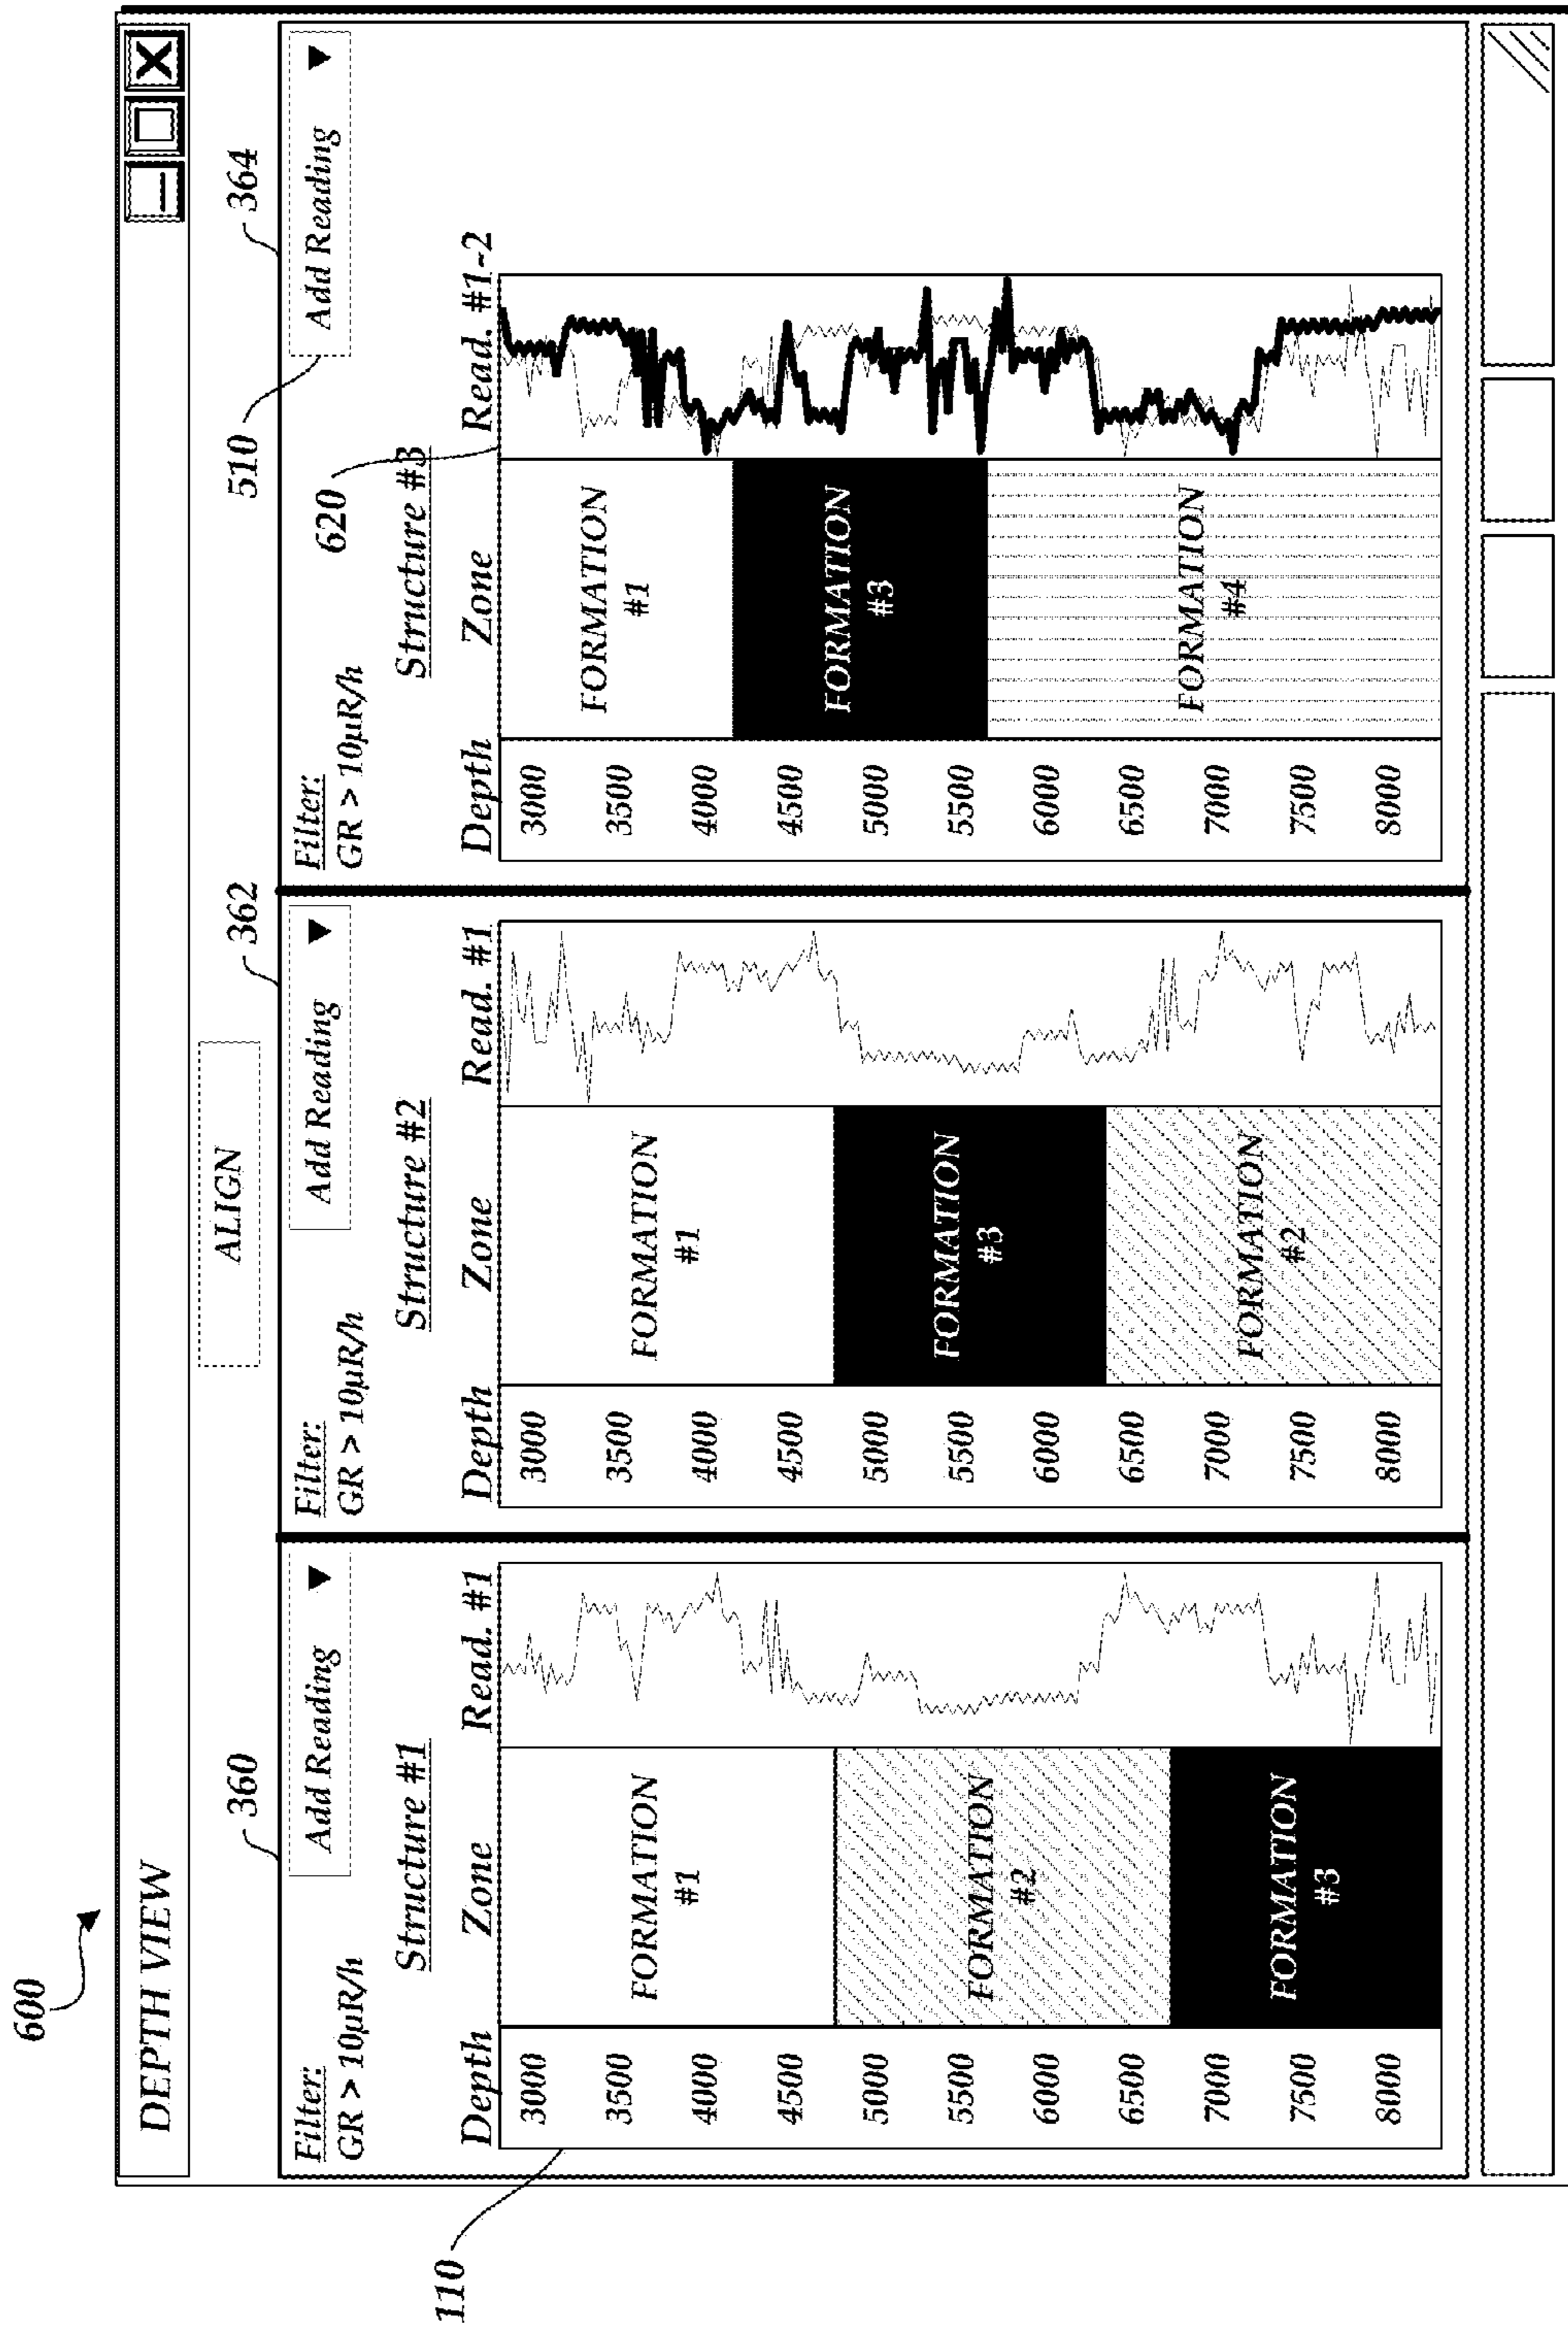 600
DEPTH VIEW
ALIGN
360
362
510
364
Filter:
GR > 10µR/h
Add Reading ▼
Structure #1
Depth
Zone
Read. #1
110
3000
3500
4000
4500
5000
5500
6000
6500
7000
7500
8000
FORMATION
#1
FORMATION
#2
FORMATION
#3
Filter:
GR > 10µR/h
Add Reading ▼
Structure #2
Depth
Zone
Read. #1
3000
3500
4000
4500
5000
5500
6000
6500
7000
7500
8000
FORMATION
#1
FORMATION
#3
FORMATION
#2
Filter:
GR > 10µR/h
Add Reading ▼
620
Structure #3
Depth
Zone
Read. #1-2
3000
3500
4000
4500
5000
5500
6000
6500
7000
7500
8000
FORMATION
#1
FORMATION
#3
FORMATION
#4